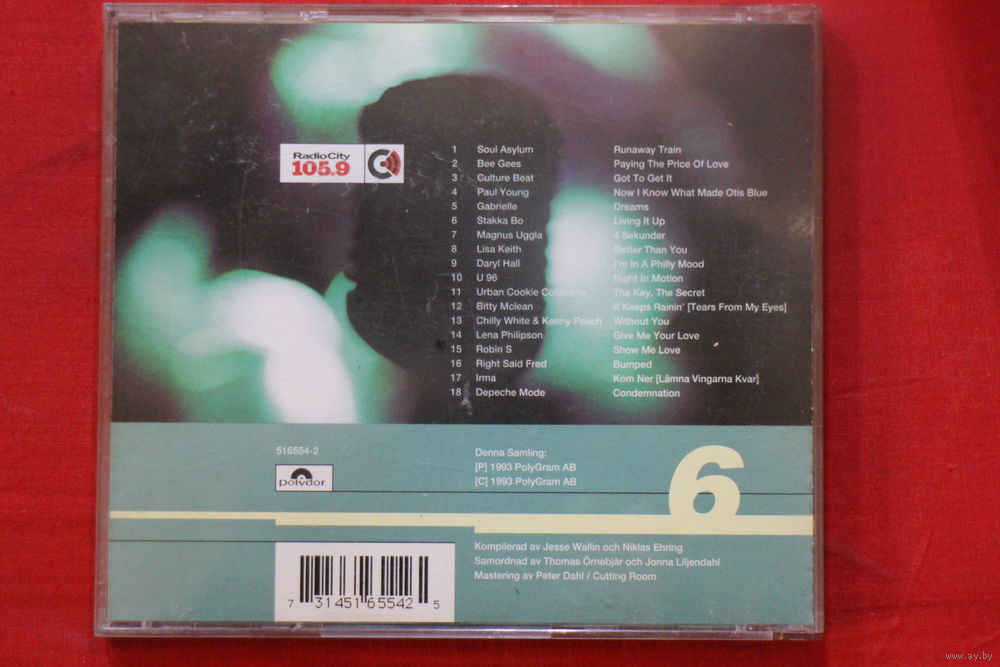 RadioCity
105.9
1 Soul Asylum Runaway Train
2 Bee Gees Paying The Price Of Love
3 Culture Beat Got To Get It
4 Paul Young Now I Know What Made Otis Blue
5 Gabrielle Dreams
6 Stakka Bo Living It Up
7 Magnus Uggla 4 Sekunder
8 Lisa Keith Better Than You
9 Daryl Hall I'm In A Philly Mood
10 U 96 Night In Motion
11 Urban Cookie Collective The Key, The Secret
12 Bitty Mclean It Keeps Rainin' [Tears From My Eyes]
13 Chilly White & Kenny Peach Without You
14 Lena Philipson Give Me Your Love
15 Robin S Show Me Love
16 Right Said Fred Bumped
17 Irma Kom Ner [Lämna Vingarna Kvar]
18 Depeche Mode Condemnation
516554-2
polydor
Denna Samling:
[P] 1993 PolyGram AB
[C] 1993 PolyGram AB
6
Kompilerad av Jesse Wallin och Niklas Ehring
Samordnad av Thomas Örnebjär och Jonna Liljendahl
Mastering av Peter Dahl / Cutting Room
7 31451 65542 5
www.ay.by